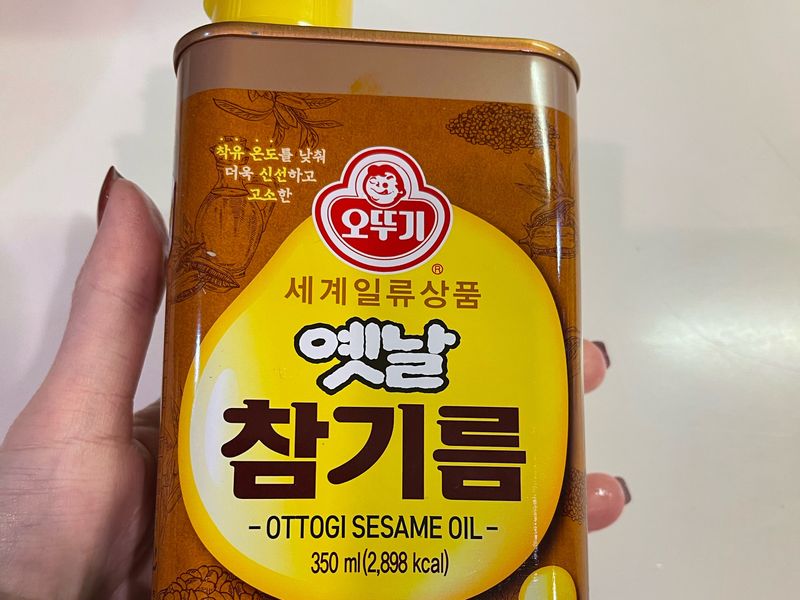 착유 온도를 낮춰
더욱 신선하고
고소한
오뚜기
®
세계일류상품
옛날
참기름
- OTTOGI SESAME OIL -
350 ml(2,898 kcal)